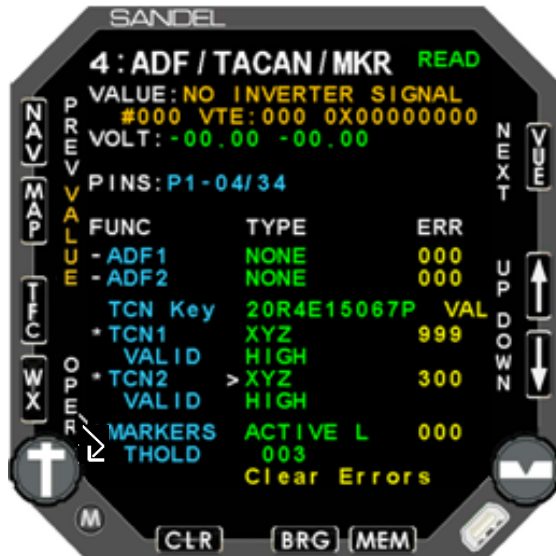 SANDEL
4:ADF/TACAN/MKR READ
VALUE:NO INVERTER SIGNAL
#000 VTE:000 0X00000000
VOLT:-00.00 -00.00
PINS:P1-04/34
FUNC TYPE ERR
-ADF1 NONE 000
-ADF2 NONE 000
TCN Key 20R4E15067P VAL
*TCN1 XYZ 999
VALID HIGH
*TCN2 >XYZ 300
VALID HIGH
MARKERS ACTIVE L 000
THOLD 003
Clear Errors
NAV
MAP
TFC
WX
PREV VALUE
OPER
NEXT
UP DOWN
VUE
M
CLR
BRG
MEM